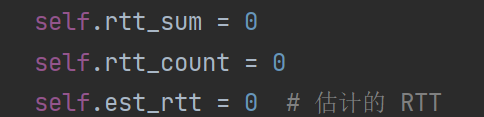 self.rtt_sum = 0
self.rtt_count = 0
self.est_rtt = 0  # 估计的 RTT